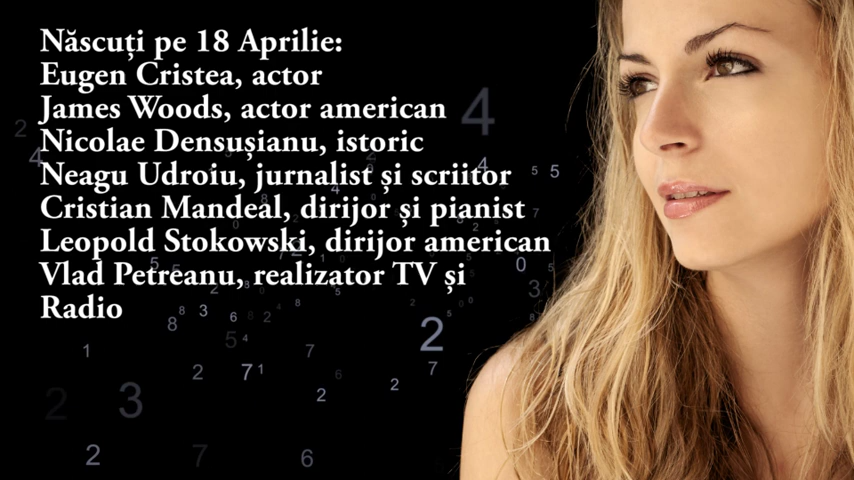 Născuți pe 18 Aprilie:
Eugen Cristea, actor
James Woods, actor american
Nicolae Densușianu, istoric
Neagu Udroiu, jurnalist și scriitor
Cristian Mandeal, dirijor și pianist
Leopold Stokowski, dirijor american
Vlad Petreanu, realizator TV și
Radio